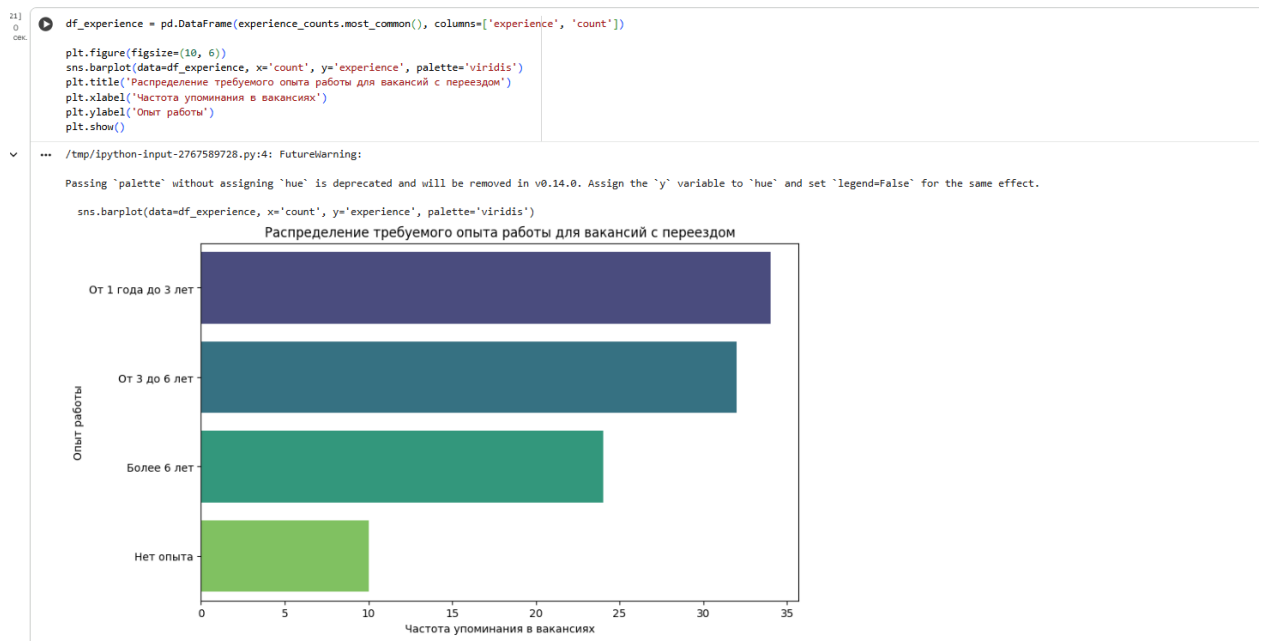 21]
0
сек.
df_experience = pd.DataFrame(experience_counts.most_common(), columns=['experience', 'count'])
plt.figure(figsize=(10, 6))
sns.barplot(data=df_experience, x='count', y='experience', palette='viridis')
plt.title('Распределение требуемого опыта работы для вакансий с переездом')
plt.xlabel('Частота упоминания в вакансиях')
plt.ylabel('Опыт работы')
plt.show()
/tmp/ipython-input-2767589728.py:4: FutureWarning:
Passing `palette` without assigning `hue` is deprecated and will be removed in v0.14.0. Assign the `y` variable to `hue` and set `legend=False` for the same effect.
sns.barplot(data=df_experience, x='count', y='experience', palette='viridis')
Распределение требуемого опыта работы для вакансий с переездом
От 1 года до 3 лет
От 3 до 6 лет
Более 6 лет
Нет опыта
Опыт работы
0 5 10 15 20 25 30 35
Частота упоминания в вакансиях